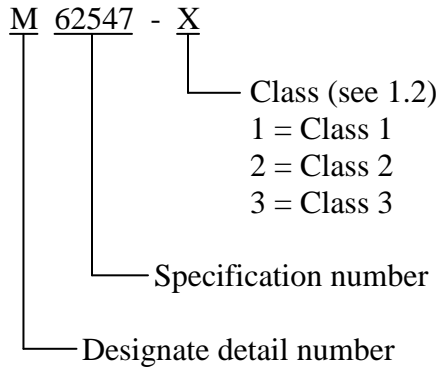 M 62547 - X
Class (see 1.2)
1 = Class 1
2 = Class 2
3 = Class 3
Specification number
Designate detail number